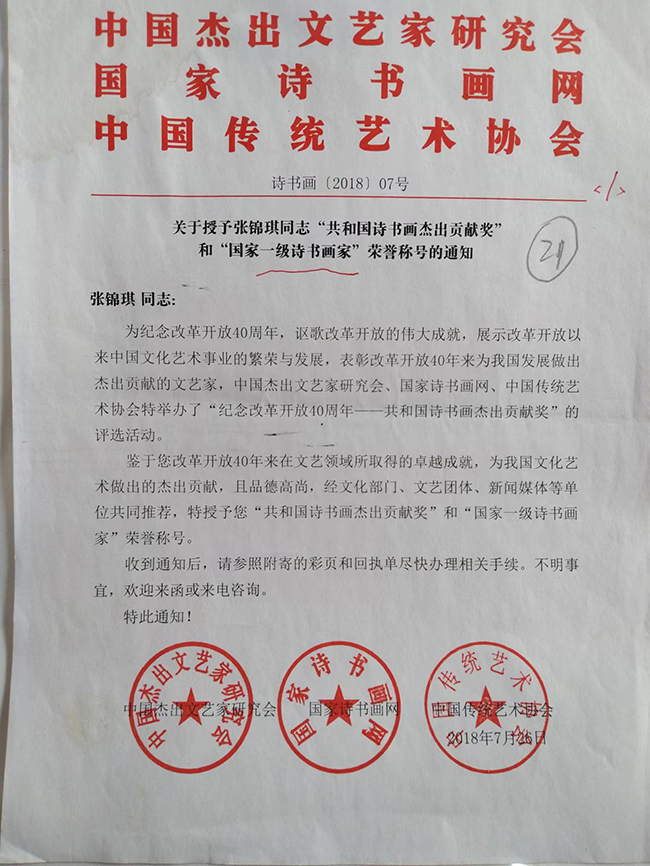 中国杰出文艺家研究会
国家诗书画网
中国传统艺术协会
诗书画〔2018〕07号
<1>
关于授予张锦琪同志“共和国诗书画杰出贡献奖”
和“国家一级诗书画家”荣誉称号的通知
21
张锦琪 同志:
为纪念改革开放40周年，讴歌改革开放的伟大成就，展示改革开放以
来中国文化艺术事业的繁荣与发展，表彰改革开放40年来为我国发展做出
杰出贡献的文艺家，中国杰出文艺家研究会、国家诗书画网、中国传统艺
术协会特举办了“纪念改革开放40周年——共和国诗书画杰出贡献奖”的
评选活动。
鉴于您改革开放40年来在文艺领域所取得的卓越成就，为我国文化艺
术做出的杰出贡献，且品德高尚，经文化部门、文艺团体、新闻媒体等单
位共同推荐，特授予您“共和国诗书画杰出贡献奖”和“国家一级诗书画
家”荣誉称号。
收到通知后，请参照附寄的彩页和回执单尽快办理相关手续。不明事
宜，欢迎来函或来电咨询。
特此通知！
中国杰出文艺家研究会
国家诗书画网
中国传统艺术协会
中国杰出文艺家研究会 国家诗书画网 中国传统艺术协会
2018年7月26日